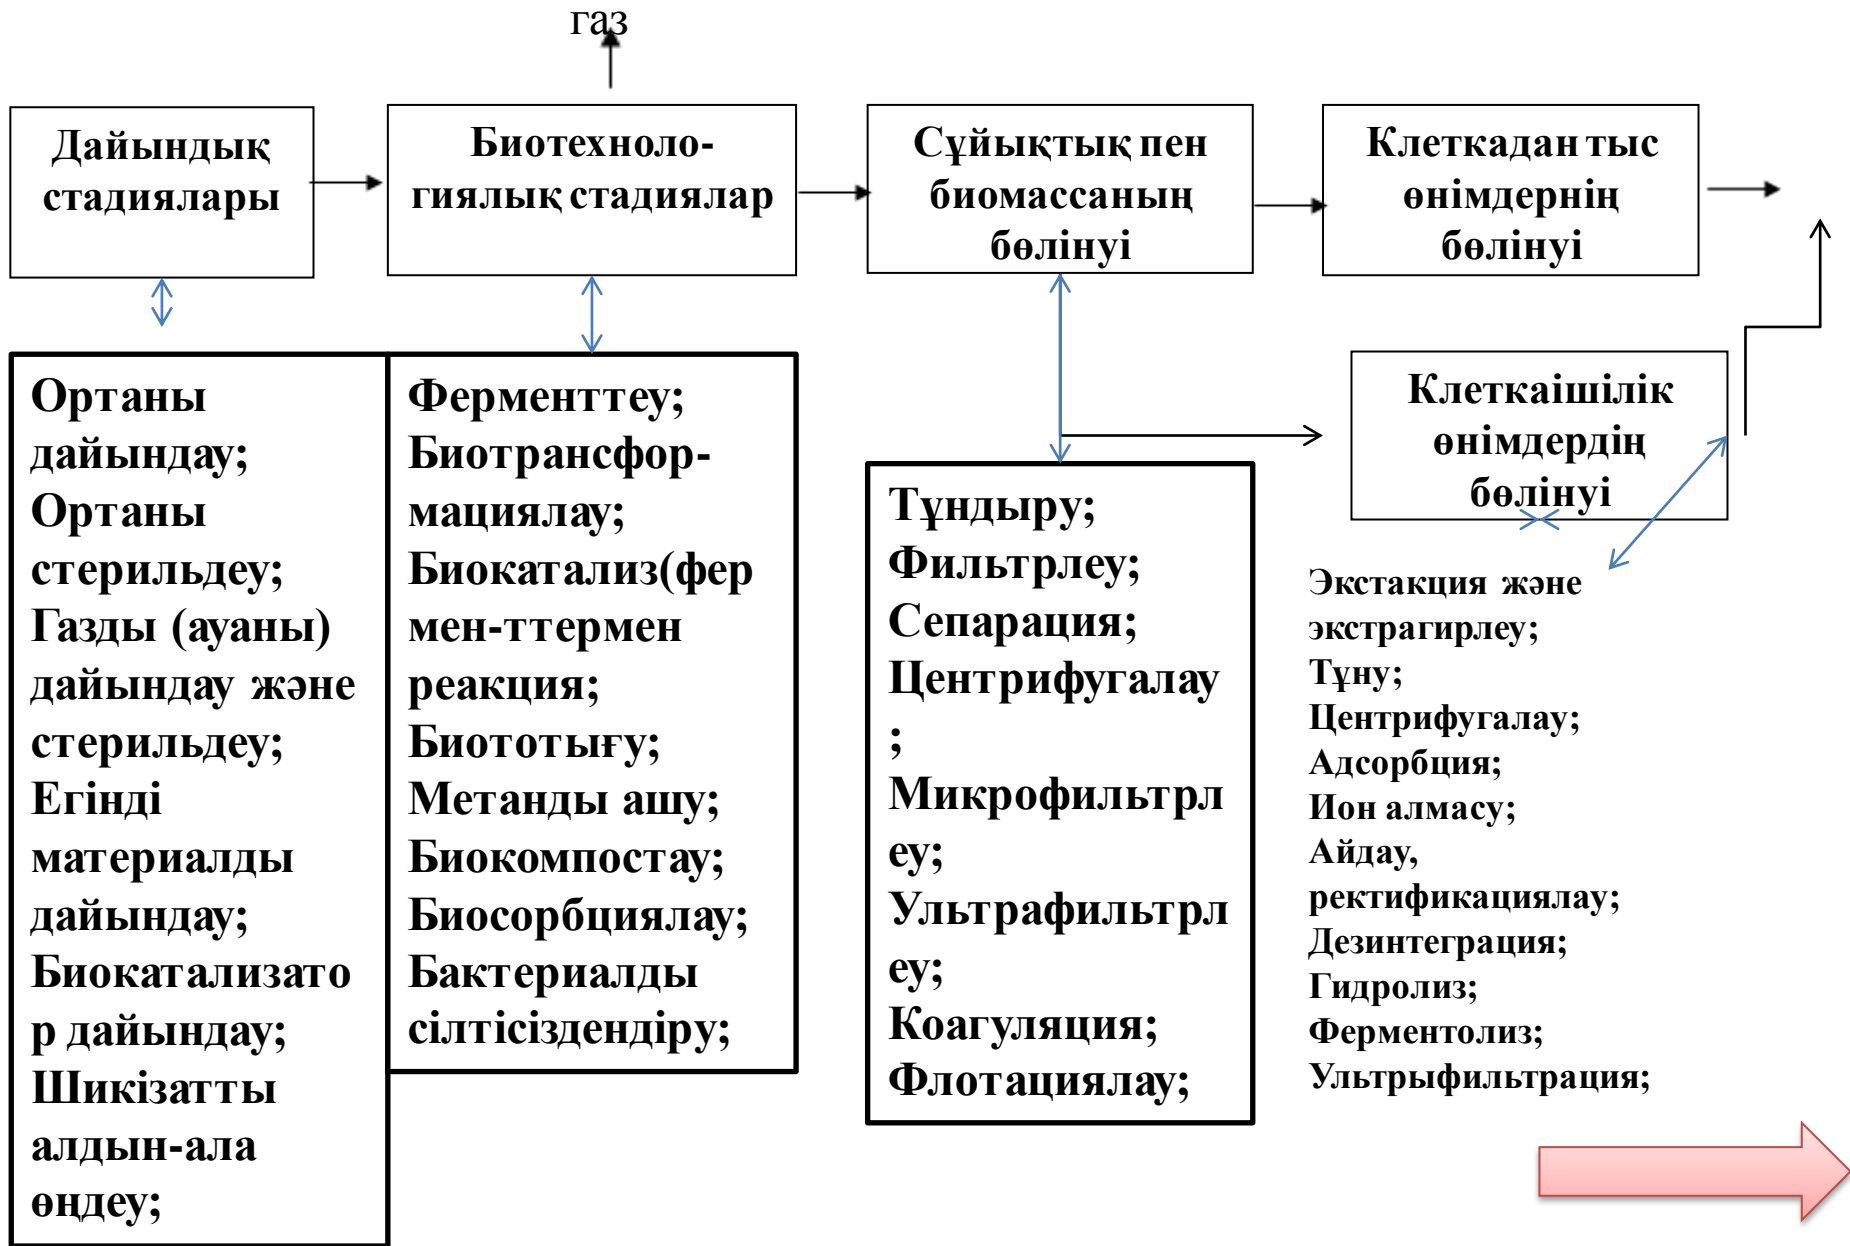 газ
Дайындық
стадиялары
Биотехноло-
гиялық стадиялар
Сұйықтық пен
биомассаның
бөлінуі
Клеткадан тыс
өнімдернің
бөлінуі
Клеткаішілік
өнімдердің
бөлінуі
Ортаны
дайындау;
Ортаны
стерильдеу;
Газды (ауаны)
дайындау және
стерильдеу;
Егінді
материалды
дайындау;
Биокатализато
р дайындау;
Шикізатты
алдын-ала
өңдеу;
Ферменттеу;
Биотрансфор-
мациялау;
Биокатализ(фер
мен-ттермен
реакция;
Биототығу;
Метанды ашу;
Биокомпостау;
Биосорбциялау;
Бактериалды
сілтісіздендіру;
Тұндыру;
Фильтрлеу;
Сепарация;
Центрифугалау
;
Микрофильтрл
еу;
Ультрафильтрл
еу;
Коагуляция;
Флотациялау;
Экстакция және
экстрагирлеу;
Тұну;
Центрифугалау;
Адсорбция;
Ион алмасу;
Айдау,
ректификациялау;
Дезинтеграция;
Гидролиз;
Ферментолиз;
Ультрыфильтрация;